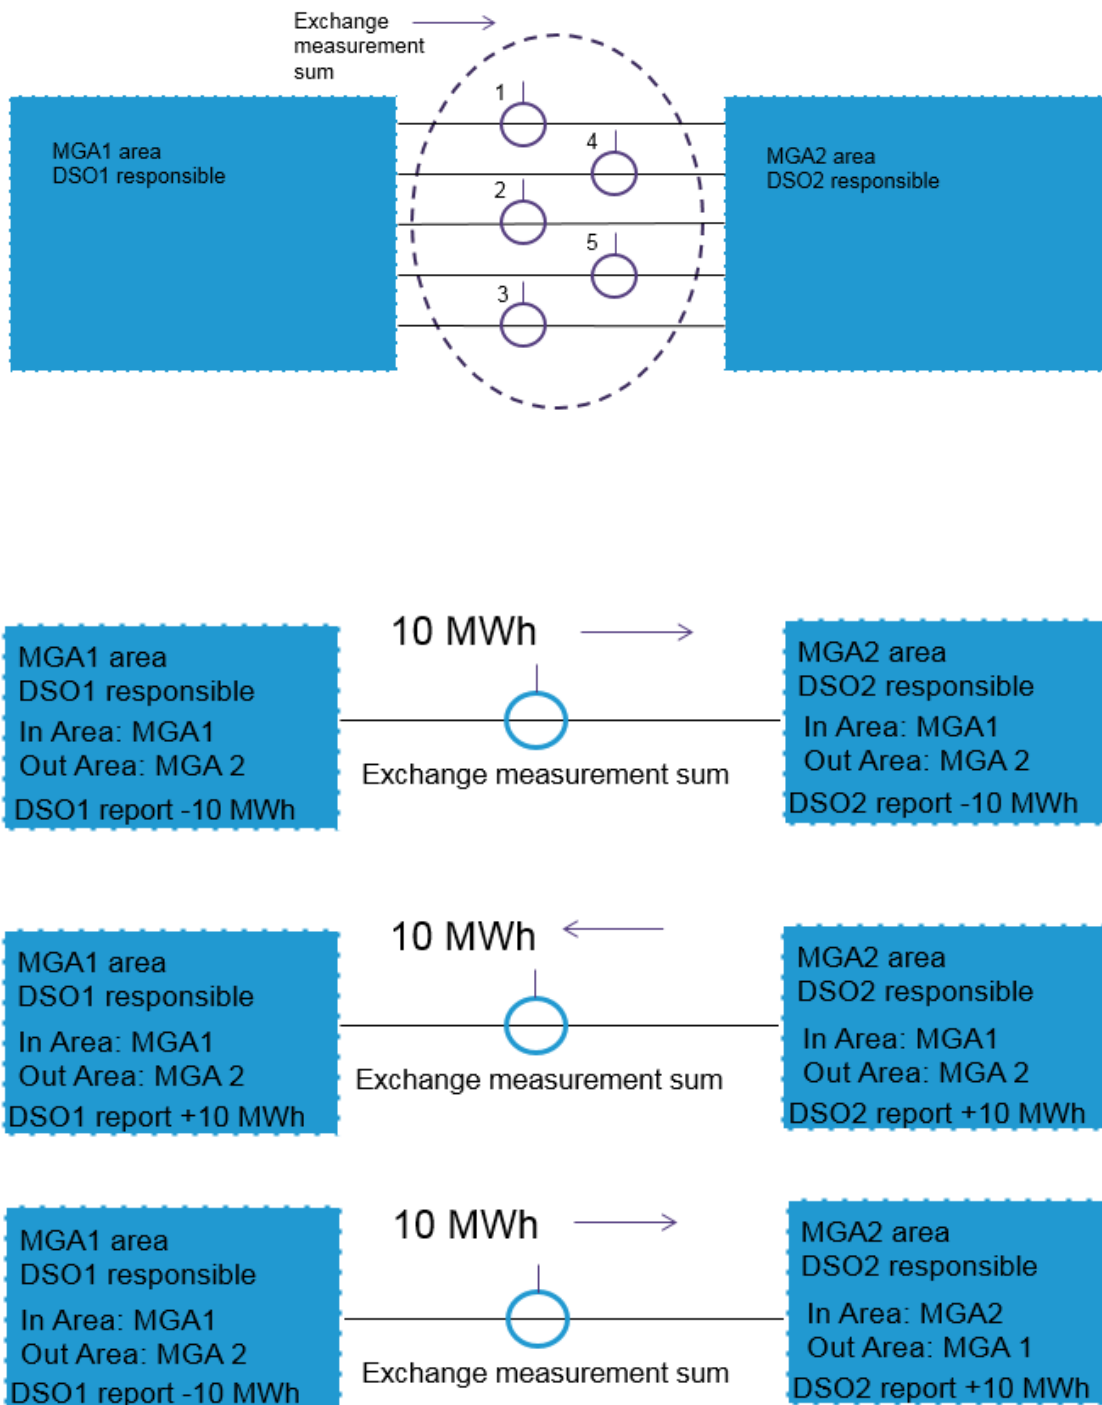 Exchange
measurement
sum
1
4
2
5
3
MGA1 area
DSO1 responsible
MGA2 area
DSO2 responsible
10 MWh
MGA1 area
DSO1 responsible
In Area: MGA1
Out Area: MGA 2
DSO1 report -10 MWh
Exchange measurement sum
MGA2 area
DSO2 responsible
In Area: MGA1
Out Area: MGA 2
DSO2 report -10 MWh
10 MWh
MGA1 area
DSO1 responsible
In Area: MGA1
Out Area: MGA 2
DSO1 report +10 MWh
Exchange measurement sum
MGA2 area
DSO2 responsible
In Area: MGA1
Out Area: MGA 2
DSO2 report +10 MWh
10 MWh
MGA1 area
DSO1 responsible
In Area: MGA1
Out Area: MGA 2
DSO1 report -10 MWh
Exchange measurement sum
MGA2 area
DSO2 responsible
In Area: MGA2
Out Area: MGA 1
DSO2 report +10 MWh